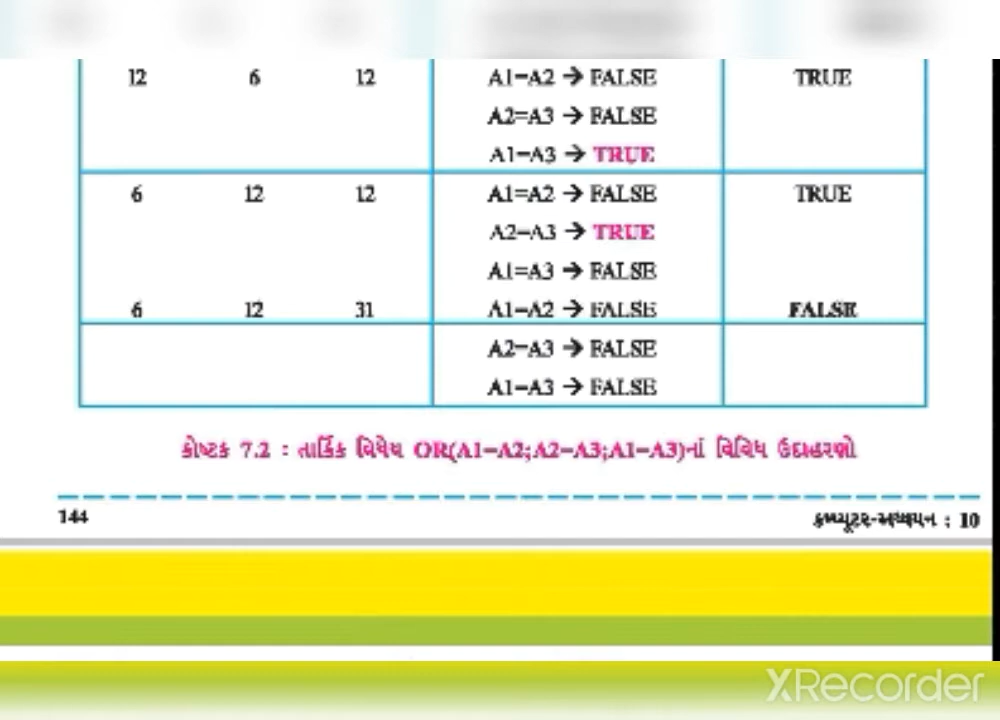 12 6 12 A1=A2 → FALSE TRUE
A2=A3 → FALSE
A1=A3 → TRUE
6 12 12 A1=A2 → FALSE TRUE
A2=A3 → TRUE
A1=A3 → FALSE
6 12 31 A1=A2 → FALSE FALSE
A2=A3 → FALSE
A1=A3 → FALSE
કોષ્ટક 7.2 : તાર્કિક વિધેય OR(A1=A2;A2=A3;A1=A3)નાં વિવિધ ઉદાહરણો
144 કમ્પ્યૂટર-અધ્યયન : 10
XRecorder